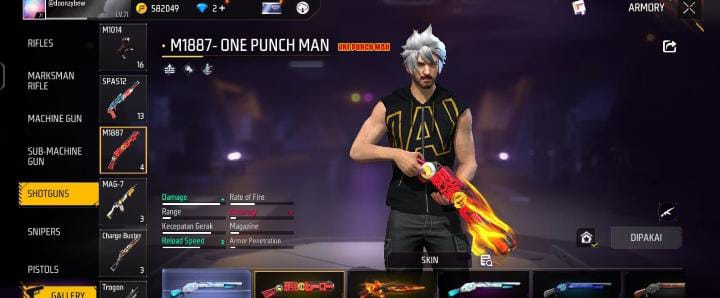 @doonzybew
LV.71
582049
2 +
ARMORY
RIFLES
MARKSMAN
RIFLE
MACHINE GUN
SUB-MACHINE
GUN
SHOTGUNS
SNIPERS
PISTOLS
GALLERY
M1014
16
SPAS12
13
M1887
4
MAG-7
3
Charge Buster
3
Trogon
M1887- ONE PUNCH MAN
ONE PUNCH MAN
Damage
Rate of Fire
Range
Accuracy
Kecepatan Gerak
Magazine
Reload Speed
Armor Penetration
SKIN
DIPAKAI